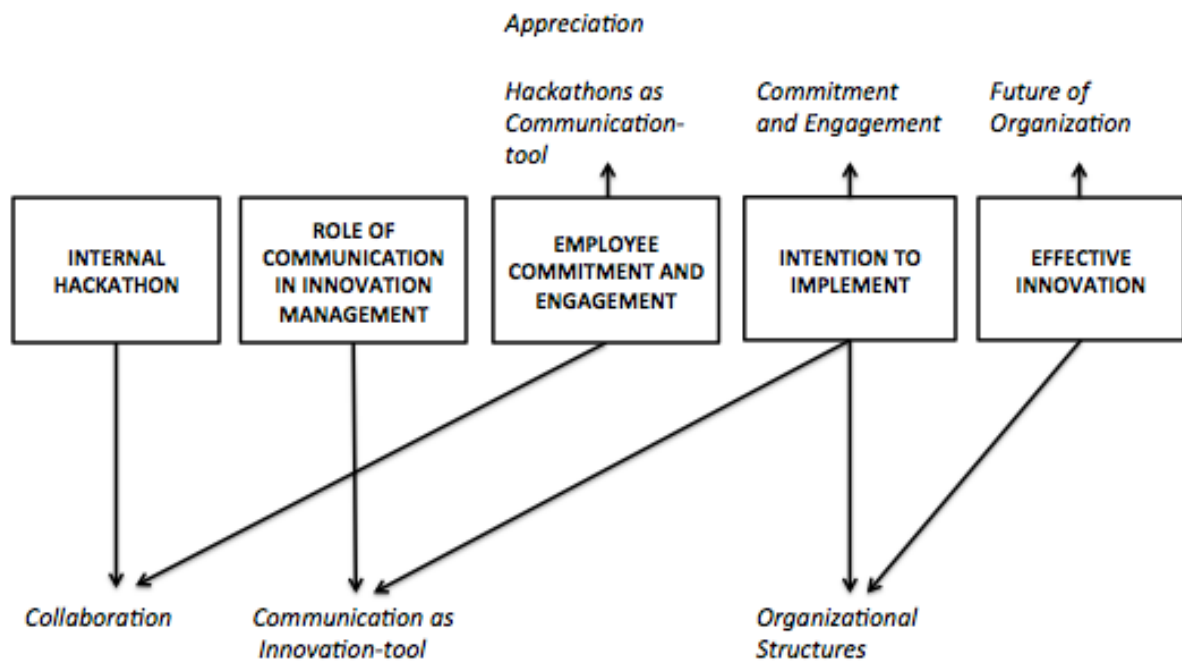 Appreciation
Hackathons as
Communication-
tool
Commitment
and Engagement
Future of
Organization
INTERNAL
HACKATHON
ROLE OF
COMMUNICATION
IN INNOVATION
MANAGEMENT
EMPLOYEE
COMMITMENT AND
ENGAGEMENT
INTENTION TO
IMPLEMENT
EFFECTIVE
INNOVATION
Collaboration
Communication as
Innovation-tool
Organizational
Structures